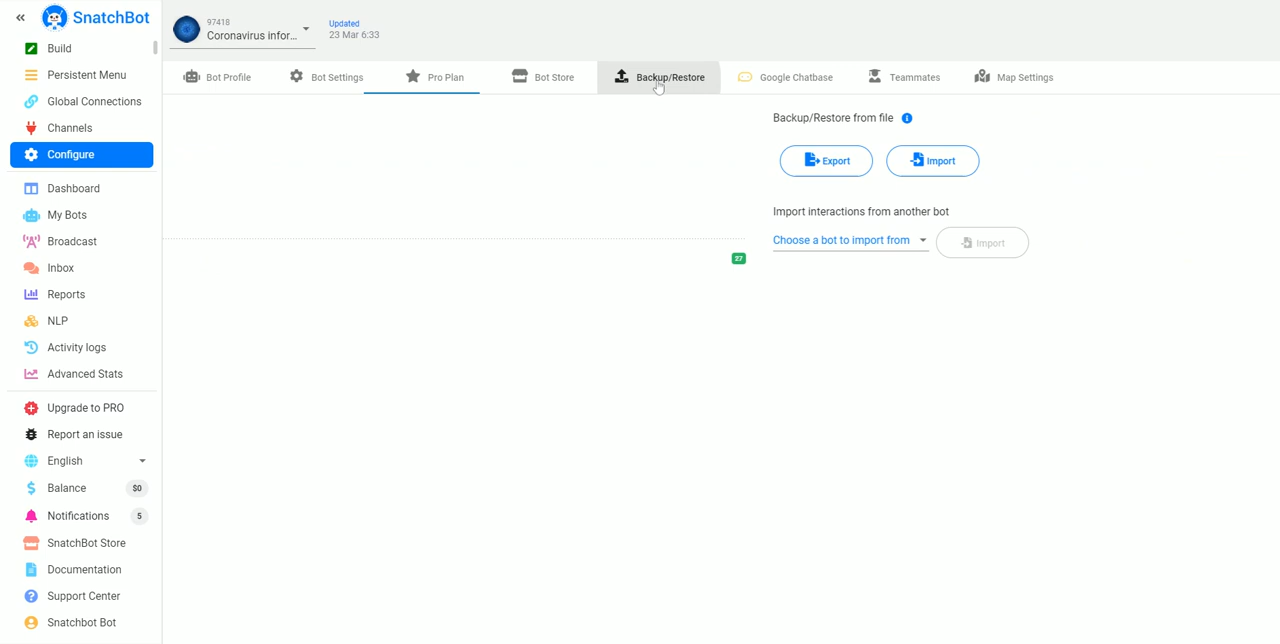 SnatchBot
97418
Coronavirus infor...
Updated
23 Mar 6:33
Build
Persistent Menu
Global Connections
Channels
Configure
Dashboard
My Bots
Broadcast
Inbox
Reports
NLP
Activity logs
Advanced Stats
Upgrade to PRO
Report an issue
English
Balance $0
Notifications 5
SnatchBot Store
Documentation
Support Center
Snatchbot Bot
Bot Profile
Bot Settings
Pro Plan
Bot Store
Backup/Restore
Google Chatbase
Teammates
Map Settings
Backup/Restore from file
Export
Import
Import interactions from another bot
Choose a bot to import from
Import
27